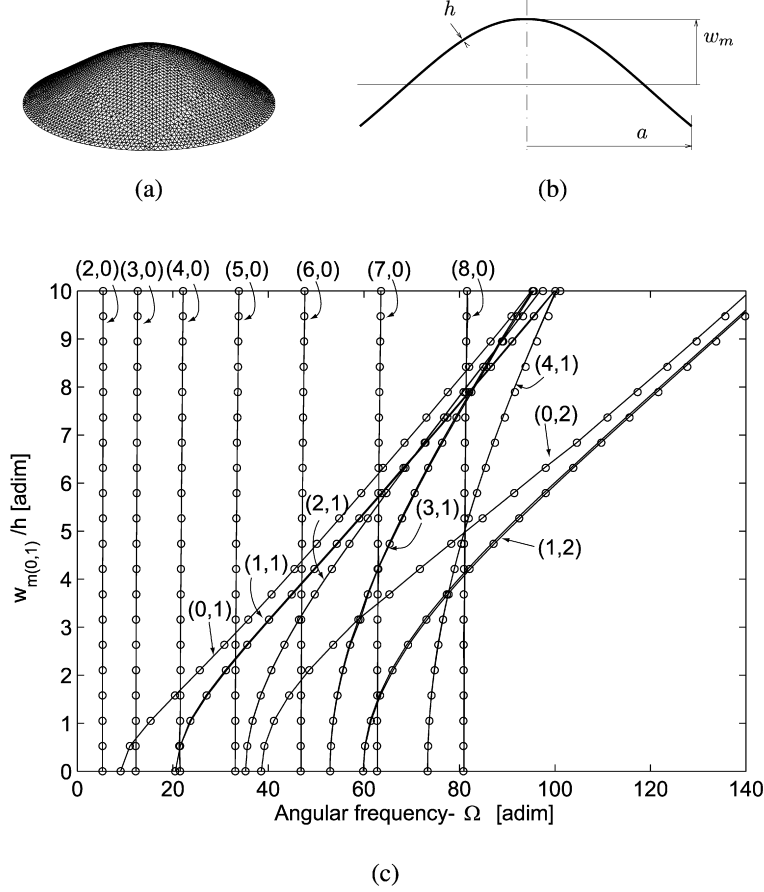 h
w_m
a
(a)
(b)
(2,0) (3,0) (4,0) (5,0) (6,0) (7,0) (8,0)
10
9
8
7
6
5
4
3
2
1
0
w_m(0,1) /h [adim]
(4,1)
(0,2)
(2,1)
(3,1)
(1,2)
(1,1)
(0,1)
0 20 40 60 80 100 120 140
Angular frequency- Ω [adim]
(c)